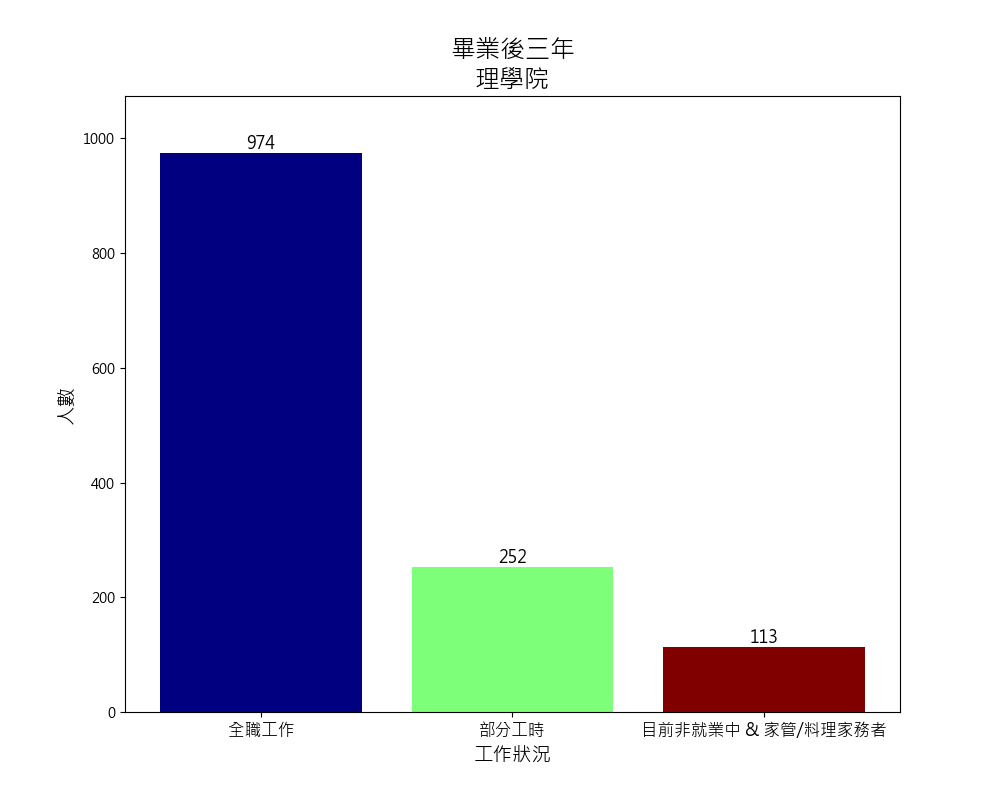 畢業後三年
理學院
人數
1000
800
600
400
200
0
974
252
113
全職工作
部分工時
目前非就業中 & 家管/料理家務者
工作狀況